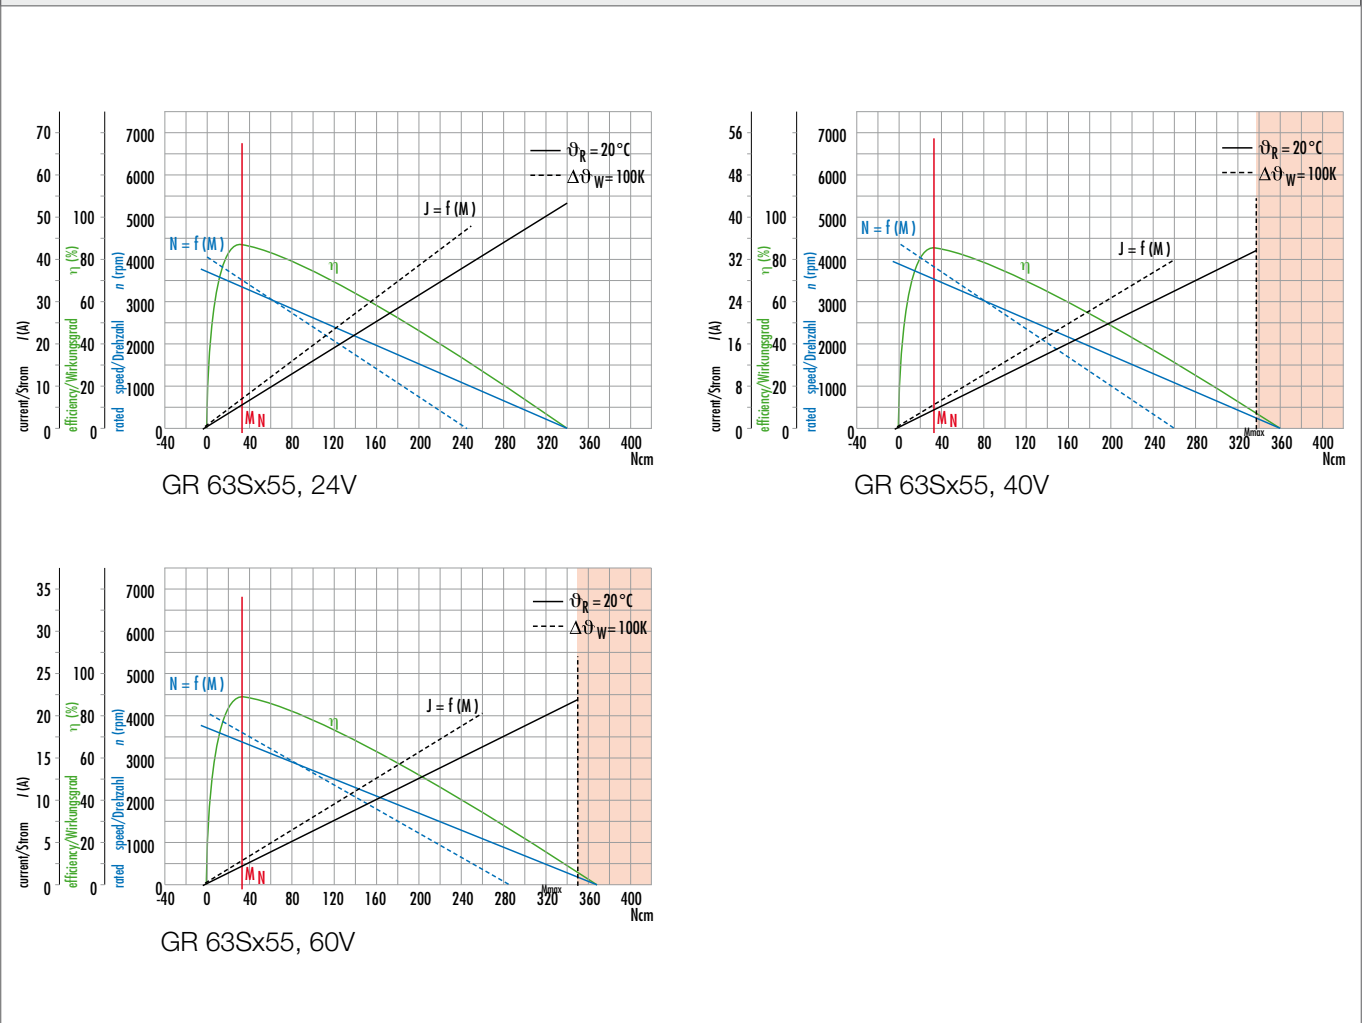 70
60
50
40
30
20
10
0
I (A)
current/Strom
100
80
60
40
20
0
η (%)
efficiency/Wirkungsgrad
7000
6000
5000
4000
3000
2000
1000
0
n (rpm)
rated speed/Drehzahl
ϑR = 20°C
Δϑ W= 100K
J = f (M )
N = f (M )
η
M N
-40 0 40 80 120 160 200 240 280 320 360 400
Ncm
GR 63Sx55, 24V
56
48
40
32
24
16
8
0
I (A)
current/Strom
100
80
60
40
20
0
η (%)
efficiency/Wirkungsgrad
7000
6000
5000
4000
3000
2000
1000
0
n (rpm)
rated speed/Drehzahl
ϑR = 20°C
Δϑ W= 100K
N = f (M )
J = f (M )
η
M N
Mmax
-40 0 40 80 120 160 200 240 280 320 360 400
Ncm
GR 63Sx55, 40V
35
30
25
20
15
10
5
0
I (A)
current/Strom
100
80
60
40
20
0
η (%)
efficiency/Wirkungsgrad
7000
6000
5000
4000
3000
2000
1000
0
n (rpm)
rated speed/Drehzahl
ϑR = 20°C
Δϑ W= 100K
N = f (M )
J = f (M )
η
M N
Mmax
-40 0 40 80 120 160 200 240 280 320 360 400
Ncm
GR 63Sx55, 60V